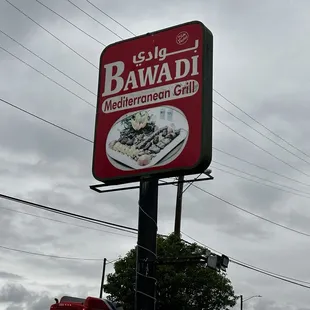 بوادي
BAWADI
Mediterranean Grill